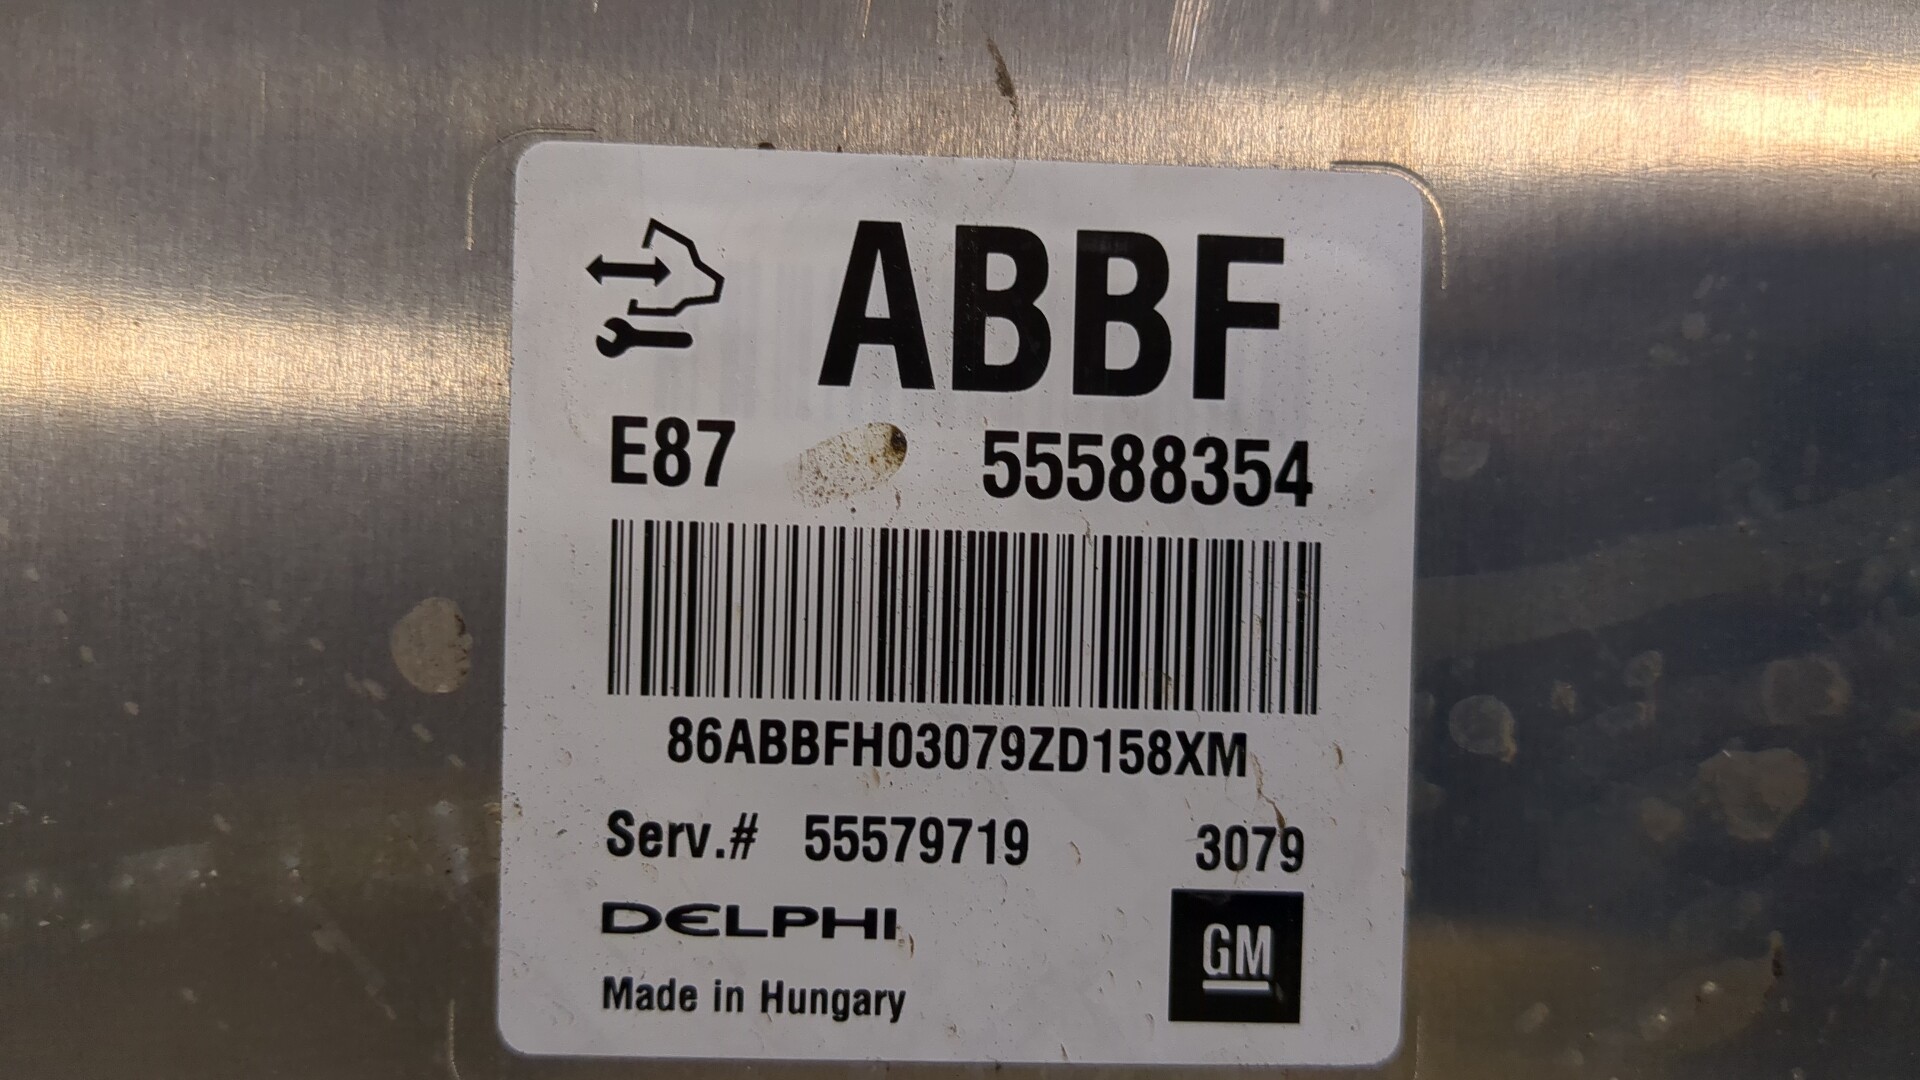 ABBF
E87 55588354
86ABBFH03079ZD158XM
Serv.# 55579719 3079
DELPHI
GM
Made in Hungary